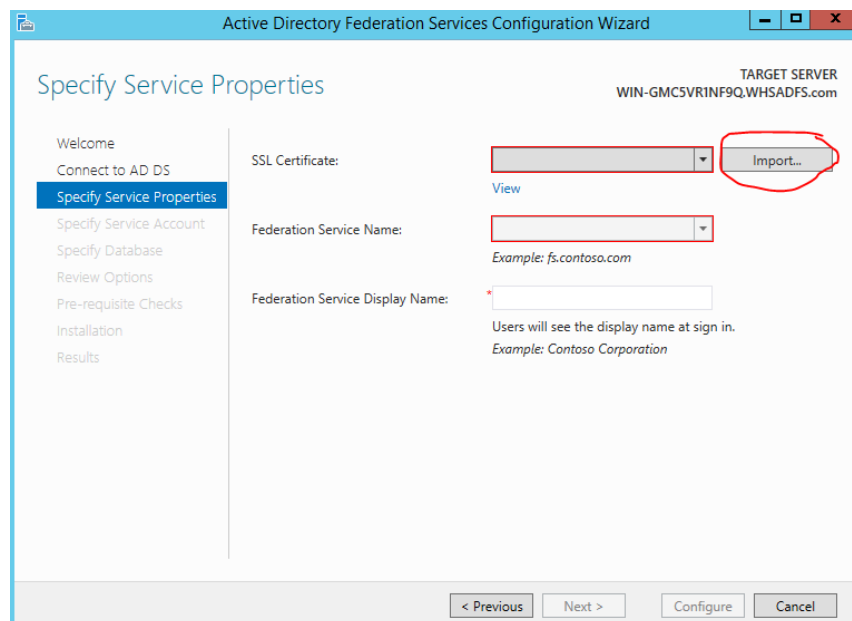 Active Directory Federation Services Configuration Wizard
Specify Service Properties
TARGET SERVER
WIN-GMC5VR1NF9Q.WHSADFS.com
Welcome
Connect to AD DS
Specify Service Properties
Specify Service Account
Specify Database
Review Options
Pre-requisite Checks
Installation
Results
SSL Certificate:
Import...
View
Federation Service Name:
Example: fs.contoso.com
Federation Service Display Name:
*
Users will see the display name at sign in.
Example: Contoso Corporation
< Previous
Next >
Configure
Cancel